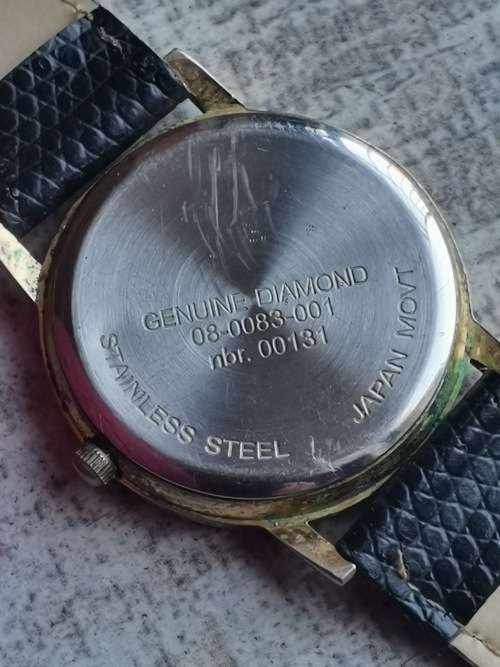 GENUINE DIAMOND
08-0083-001
nbr. 00131
STAINLESS STEEL
JAPAN MOVT